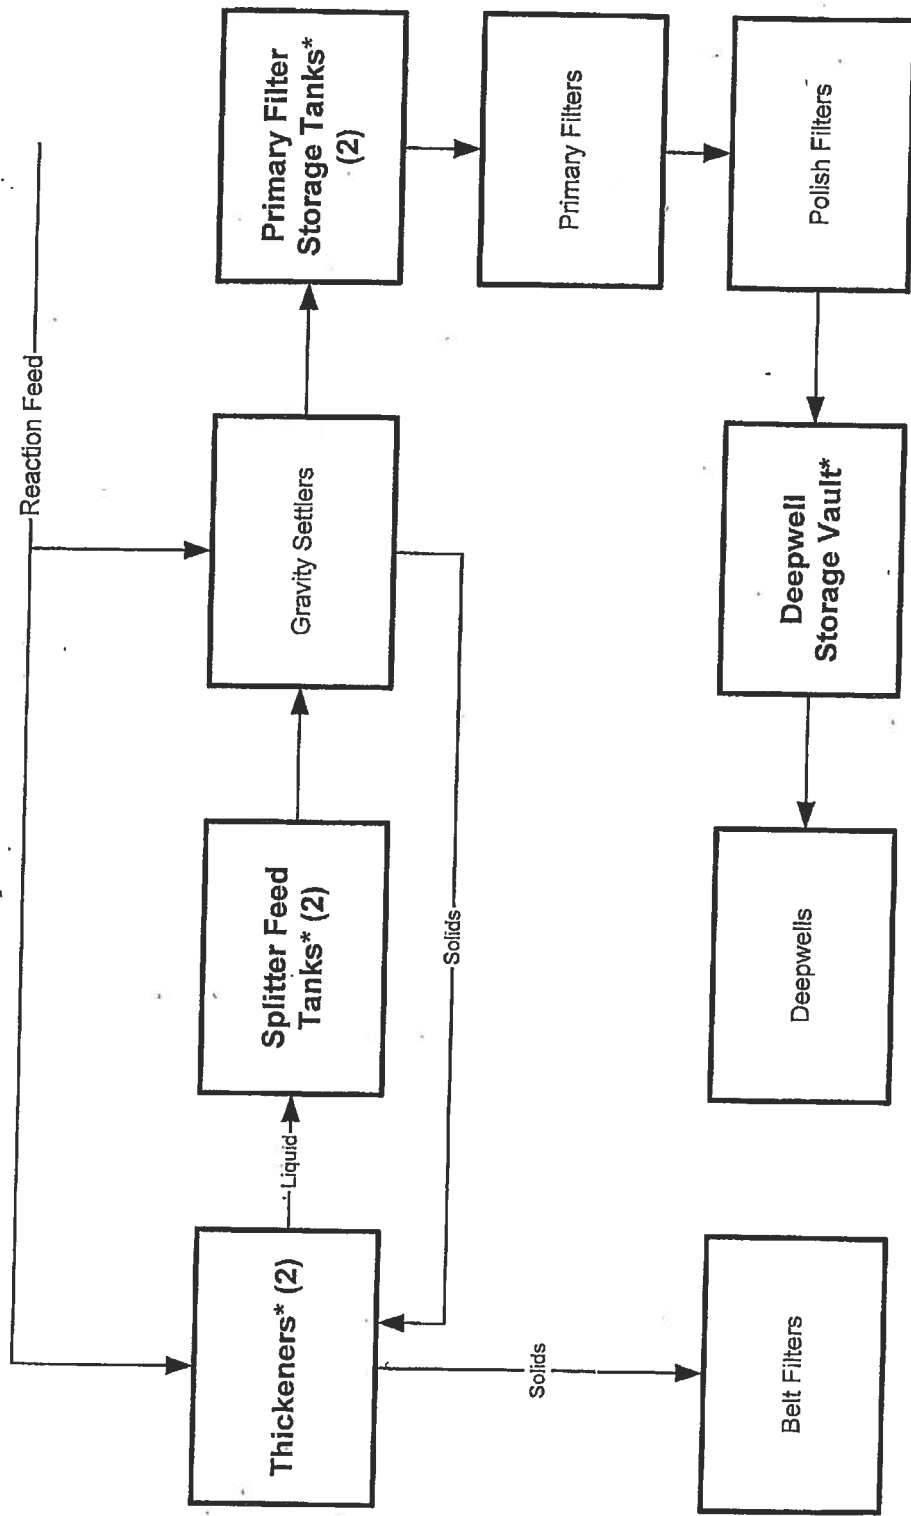 Reaction Feed
Thickeners* (2)
Liquid
Splitter Feed
Tanks* (2)
Gravity Settlers
Primary Filter
Storage Tanks*
(2)
Solids
Solids
Primary Filters
Belt Filters
Deepwells
Deepwell
Storage Vault*
Polish Filters